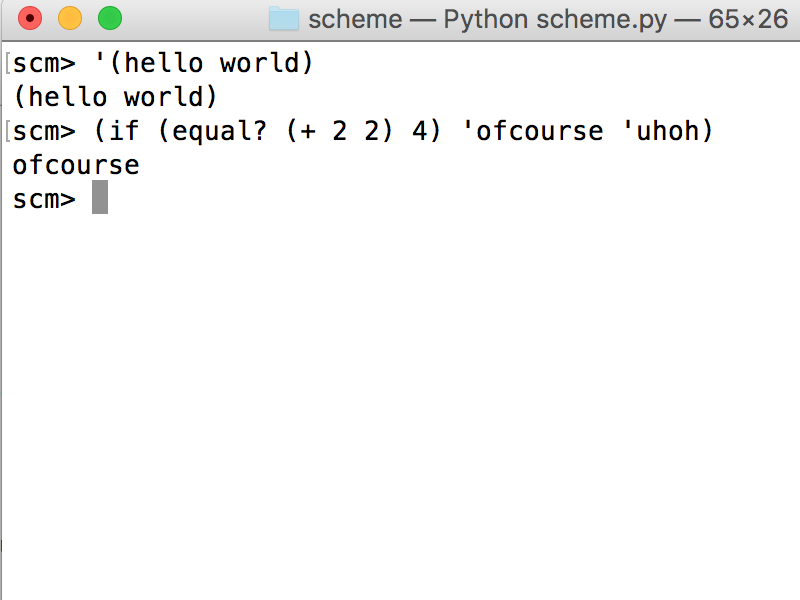 scheme — Python scheme.py — 65×26
[scm> '(hello world)
(hello world)
[scm> (if (equal? (+ 2 2) 4) 'ofcourse 'uhoh)
ofcourse
scm>